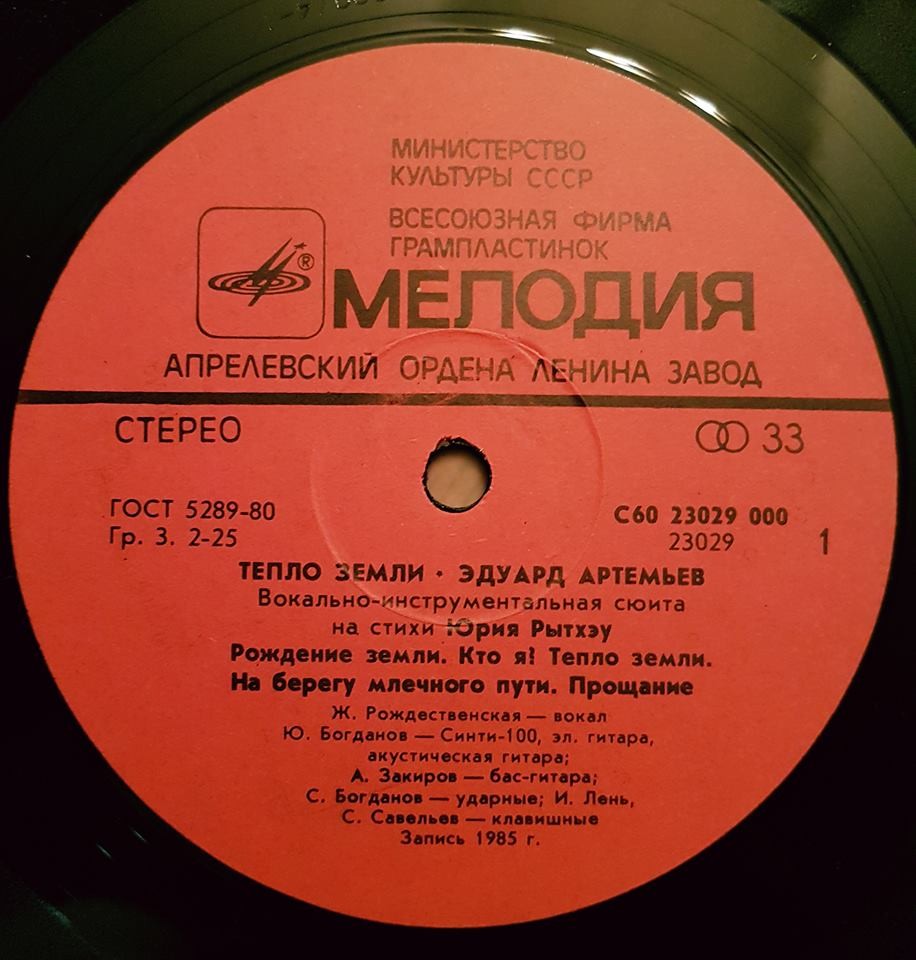 МИНИСТЕРСТВО
КУЛЬТУРЫ СССР
ВСЕСОЮЗНАЯ ФИРМА
ГРАМПЛАСТИНОК
®
МЕЛОДИЯ
АПРЕЛЕВСКИЙ ОРДЕНА ЛЕНИНА ЗАВОД
СТЕРЕО
33
ГОСТ 5289-80
Гр. 3. 2-25
С60 23029 000
23029
1
ТЕПЛО ЗЕМЛИ · ЭДУАРД АРТЕМЬЕВ
Вокально-инструментальная сюита
на стихи Юрия Рытхэу
Рождение земли. Кто я? Тепло земли.
На берегу млечного пути. Прощание
Ж. Рождественская — вокал
Ю. Богданов — Синти-100, эл. гитара,
акустическая гитара;
А. Закиров — бас-гитара;
С. Богданов — ударные; И. Лень,
С. Савельев — клавишные
Запись 1985 г.